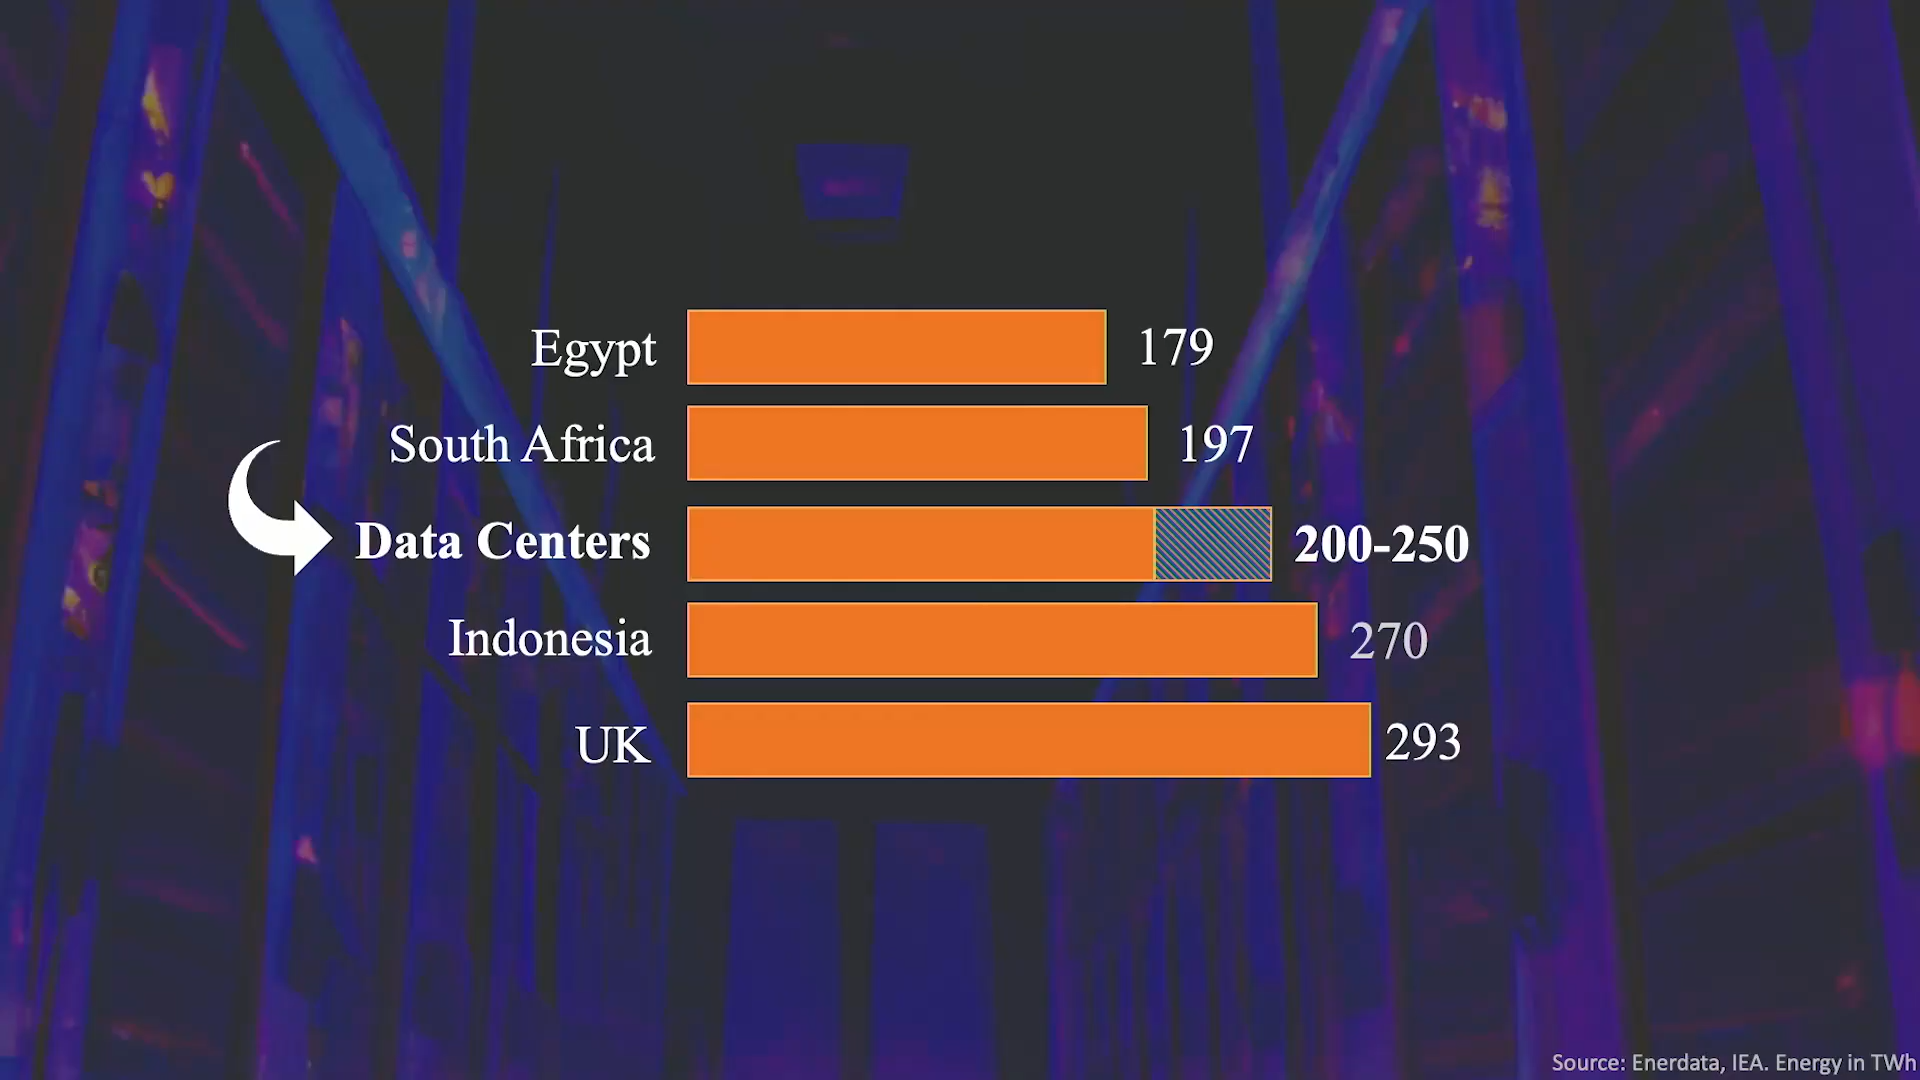 Egypt 179
South Africa 197
Data Centers 200-250
Indonesia 270
UK 293
Source: Enerdata, IEA. Energy in TWh